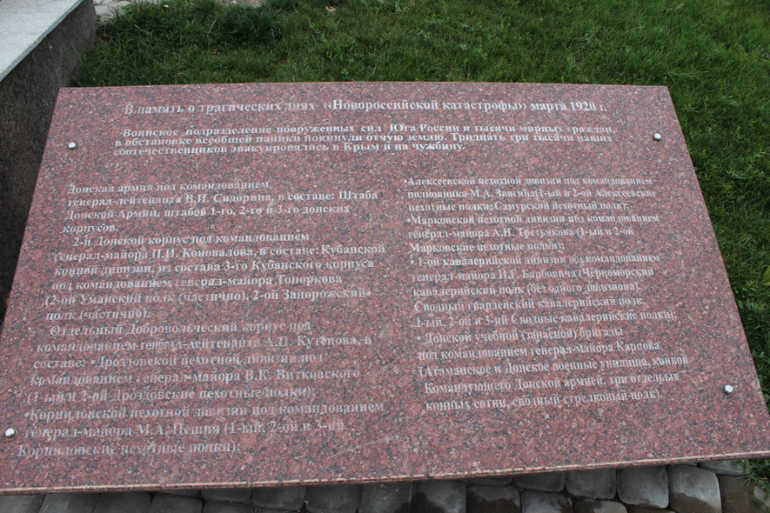 В память о трагических днях- «Новороссийской катастрофы» марта 1920 г.
Воинское подразделение вооруженных сил Юга России и тысячи мирных граждан,
в обстановке всеобщей паники покинули отчую землю. Тридцать три тысячи наших
соотечественников эвакуировались в Крым и на чужбину.
Донская армия под командованием
генерал-лейтенанта В.И. Сидорина, в составе: Штаба
Донской Армии, штабов 1-го, 2-го и 3-го донских
корпусов.
2-й Донской корпус под командованием
генерал-майора П.И. Коновалова, в составе: Кубанской
конной дивизии, из состава 3-го Кубанского корпуса
под командованием генерал-майора Топоркова
(2-ой Уманский полк (частично), 2-ой Запорожский
полк (частично).
Отдельный Добровольческий корпус под
командованием генерал-лейтенанта А.П. Кутепова, в
составе: •Дроздовской пехотной дивизии под
командованием генерал-майора В.К. Витковского
(1-ый и 2-ой Дроздовские пехотные полки);
•Корниловской пехотной дивизии под командованием
генерал-майора М.А. Пешня (1-ый, 2-ой и 3-ий
Корниловские пехотные полки);
•Алексеевской пехотной дивизии под командованием
полковника М.А. Звягина (1-ый и 2-ой Алексеевские
пехотные полки; Самурский пехотный полк);
•Марковской пехотной дивизии под командованием
генерал-майора А.Н. Третьякова (1-ый и 2-ой
Марковские пехотные полки);
• 1-ой кавалерийской дивизии под командованием
генерал-майора И.Г. Барбовича (Черноморский
кавалерийский полк (без одного дивизиона),
Сводный гвардейский кавалерийский полк,
1-ый, 2-ой и 3-ий Сводные кавалерийские полки);
• Донской учебной (запасной) бригады
под командованием генерал-майора Карпова
(Атаманское и Донское военные училища, конвой
Командующего Донской армией, три отдельных
конных сотни, сводный стрелковый полк)